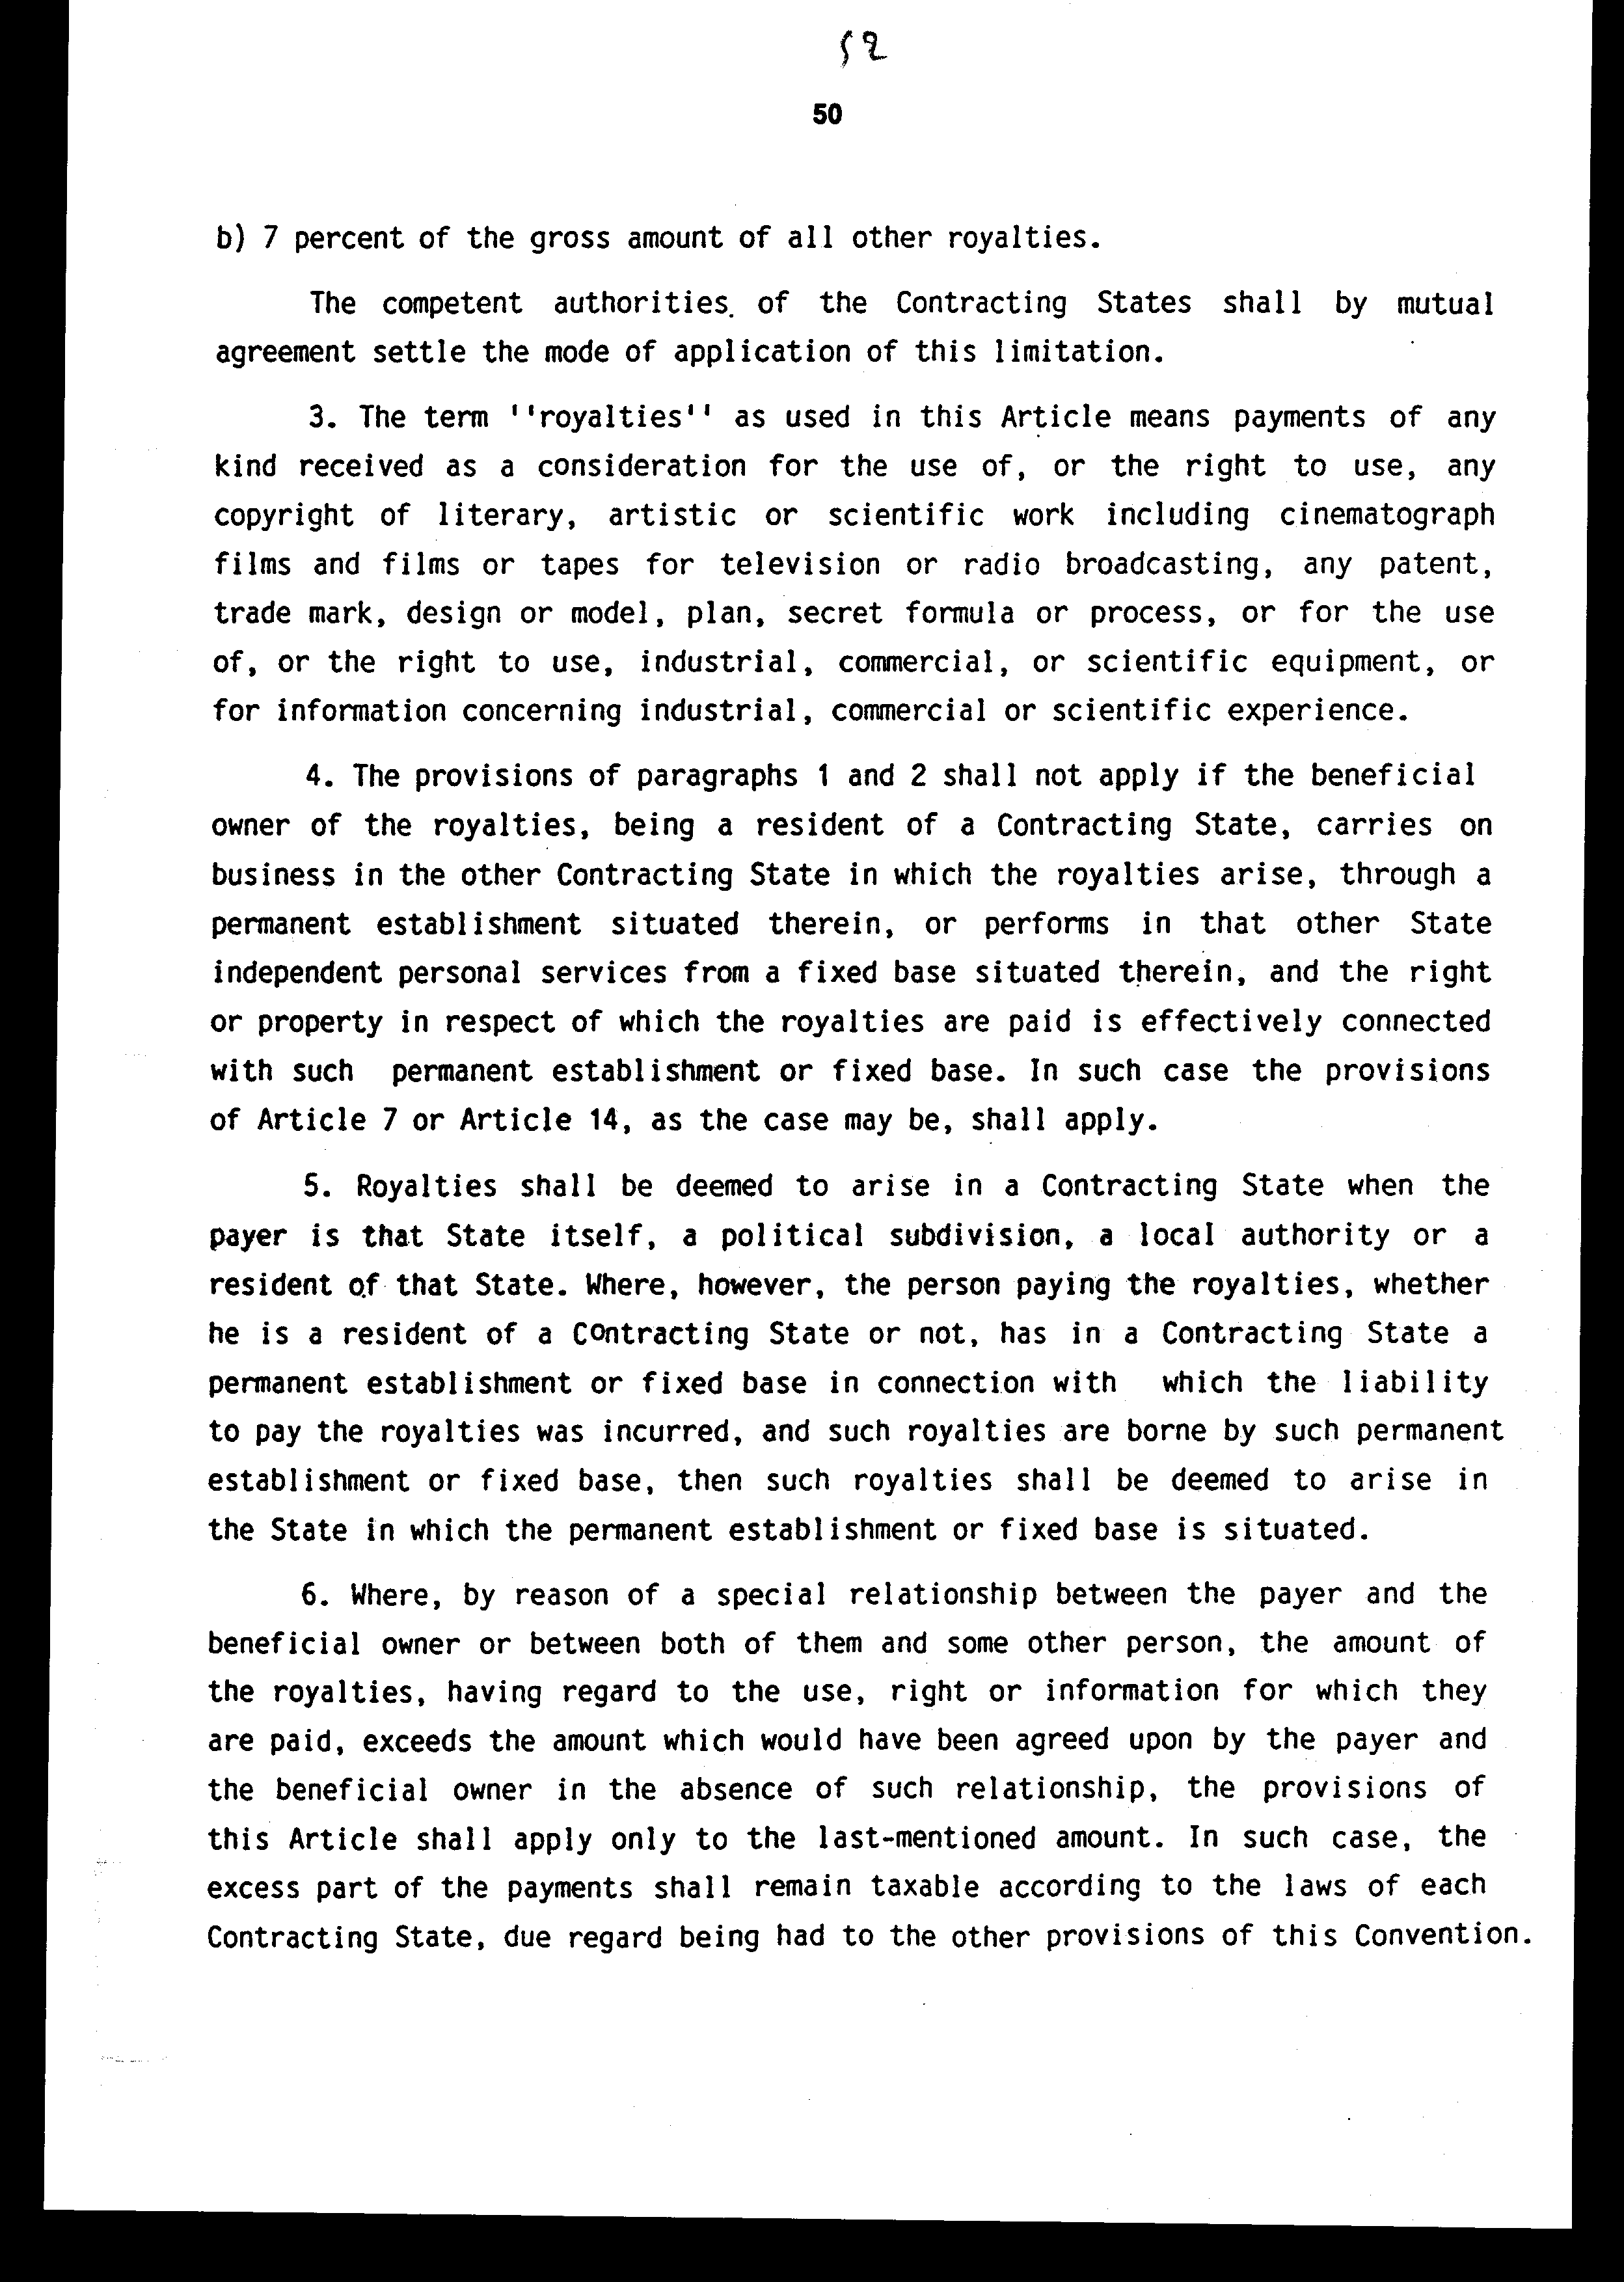 52
50
b) 7 percent of the gross amount of all other royalties.
The competent authorities. of the Contracting States shall by mutual
agreement settle the mode of application of this limitation.
3. The term ''royalties'' as used in this Article means payments of any
kind received as a consideration for the use of, or the right to use, any
copyright of literary, artistic or scientific work including cinematograph
films and films or tapes for television or radio broadcasting, any patent,
trade mark, design or model, plan, secret formula or process, or for the use
of, or the right to use, industrial, commercial, or scientific equipment, or
for information concerning industrial, commercial or scientific experience.
4. The provisions of paragraphs 1 and 2 shall not apply if the beneficial
owner of the royalties, being a resident of a Contracting State, carries on
business in the other Contracting State in which the royalties arise, through a
permanent establishment situated therein, or performs in that other State
independent personal services from a fixed base situated therein, and the right
or property in respect of which the royalties are paid is effectively connected
with such permanent establishment or fixed base. In such case the provisions
of Article 7 or Article 14, as the case may be, shall apply.
5. Royalties shall be deemed to arise in a Contracting State when the
payer is that State itself, a political subdivision, a local authority or a
resident of that State. Where, however, the person paying the royalties, whether
he is a resident of a Contracting State or not, has in a Contracting State a
permanent establishment or fixed base in connection with which the liability
to pay the royalties was incurred, and such royalties are borne by such permanent
establishment or fixed base, then such royalties shall be deemed to arise in
the State in which the permanent establishment or fixed base is situated.
6. Where, by reason of a special relationship between the payer and the
beneficial owner or between both of them and some other person, the amount of
the royalties, having regard to the use, right or information for which they
are paid, exceeds the amount which would have been agreed upon by the payer and
the beneficial owner in the absence of such relationship, the provisions of
this Article shall apply only to the last-mentioned amount. In such case, the
excess part of the payments shall remain taxable according to the laws of each
Contracting State, due regard being had to the other provisions of this Convention.